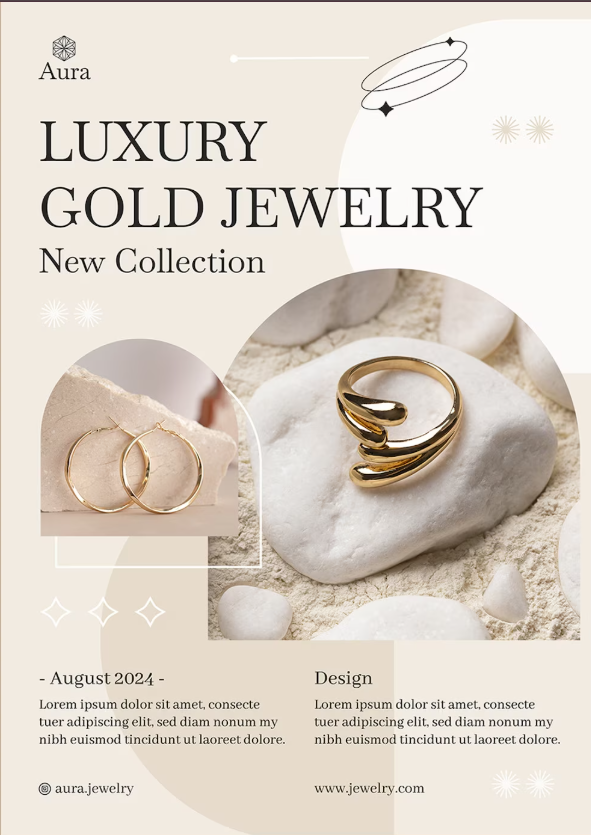 Aura
LUXURY
GOLD JEWELRY
New Collection
- August 2024 -
Lorem ipsum dolor sit amet, consecte
tuer adipiscing elit, sed diam nonum my
nibh euismod tincidunt ut laoreet dolore.
Design
Lorem ipsum dolor sit amet, consecte
tuer adipiscing elit, sed diam nonum my
nibh euismod tincidunt ut laoreet dolore.
aura.jewelry
www.jewelry.com